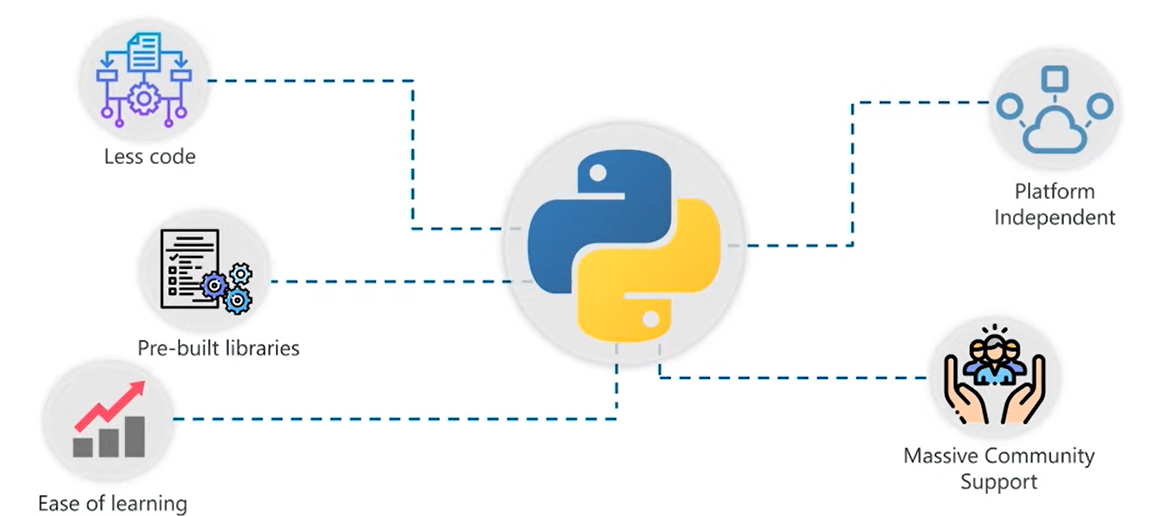 Less code
Pre-built libraries
Ease of learning
Platform
Independent
Massive Community
Support